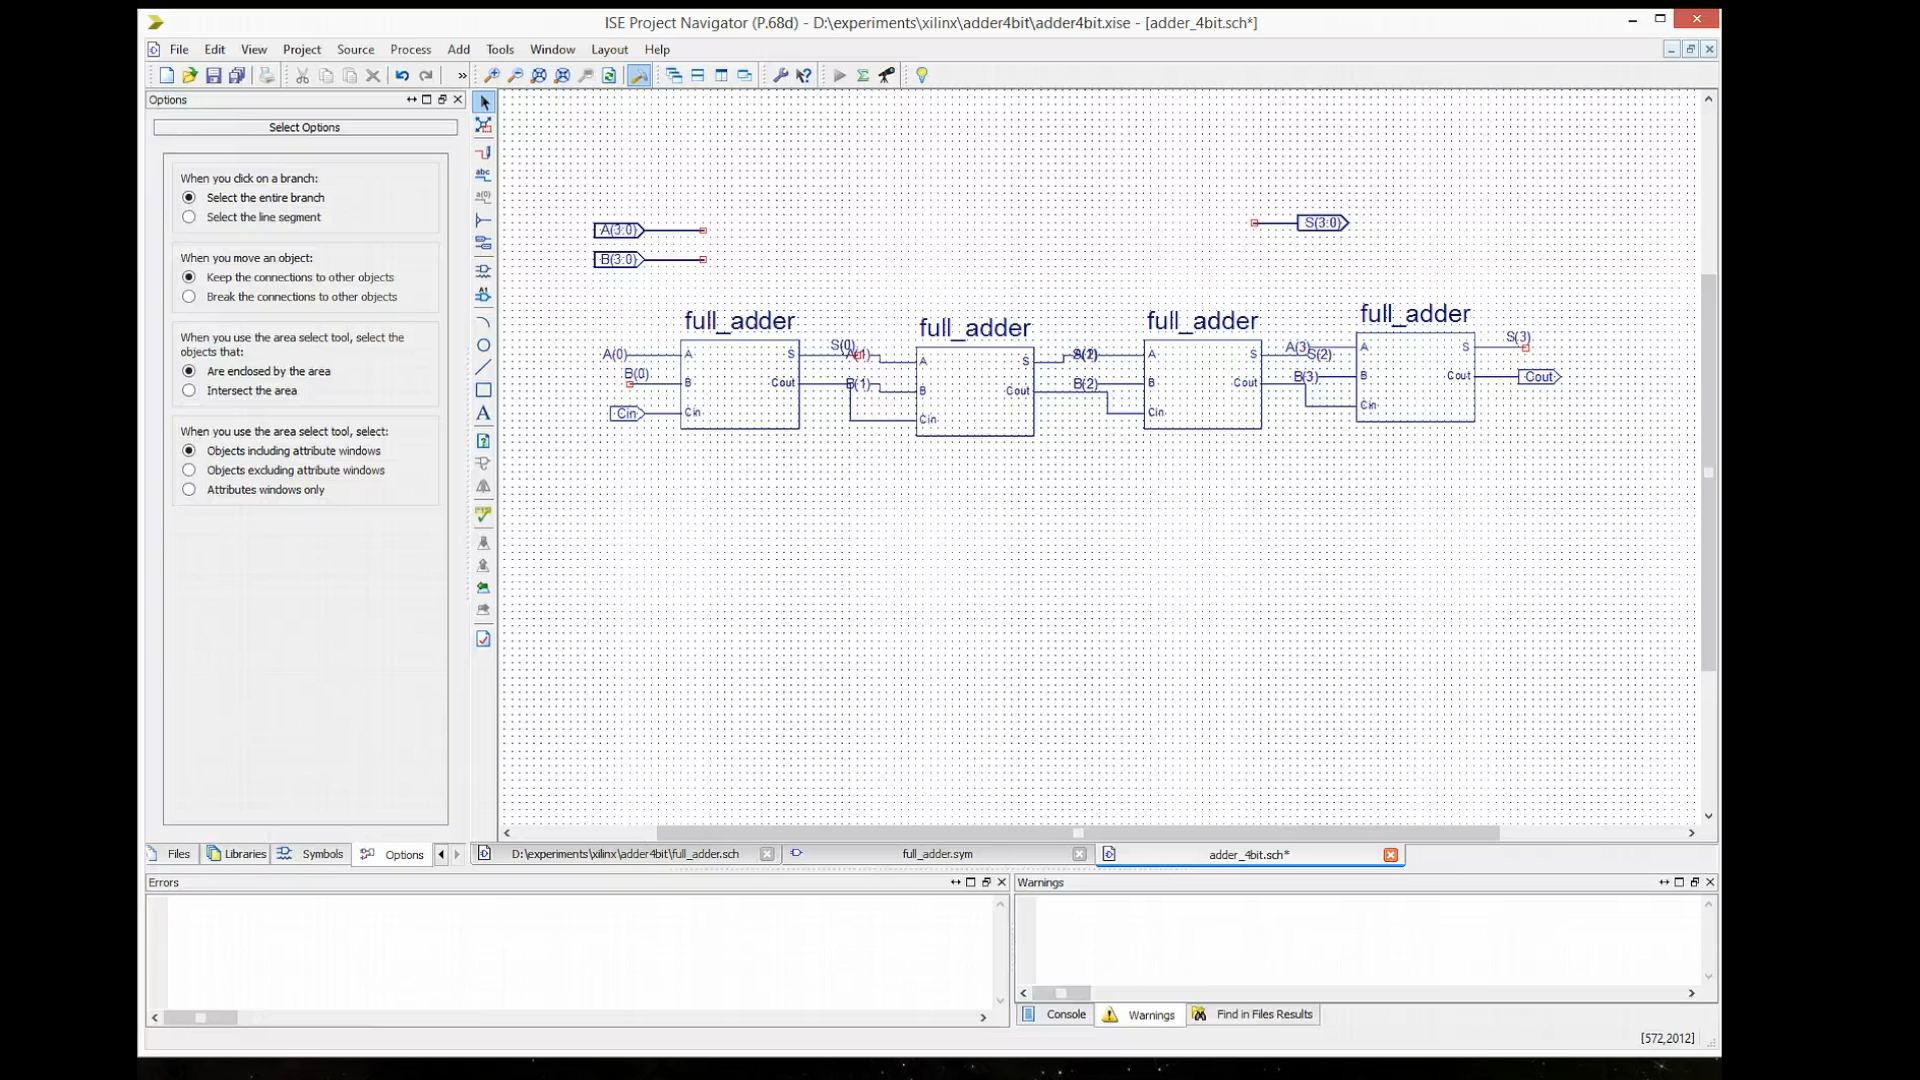 ISE Project Navigator (P.68d) - D:\experiments\xilinx\adder4bit\adder4bit.xise - [adder_4bit.sch*]
File Edit View Project Source Process Add Tools Window Layout Help
Options
Select Options
When you click on a branch:
Select the entire branch
Select the line segment
When you move an object:
Keep the connections to other objects
Break the connections to other objects
When you use the area select tool, select the
objects that:
Are enclosed by the area
Intersect the area
When you use the area select tool, select:
Objects including attribute windows
Objects excluding attribute windows
Attributes windows only
abc
a(0)
A1
A
A(3:0)
B(3:0)
S(3:0)
full_adder full_adder full_adder full_adder
A(0) A S S(0)
B(0) B Cout
Cin Cin
A(1) A S
B(1) B Cout
Cin
A S S(2)
B(2) B Cout
Cin
A(3) A S S(3)
B(3) B Cout Cout
Cin
Files Libraries Symbols Options
D:\experiments\xilinx\adder4bit\full_adder.sch full_adder.sym adder_4bit.sch*
Errors
Warnings
Console Warnings Find in Files Results
[572,2012]